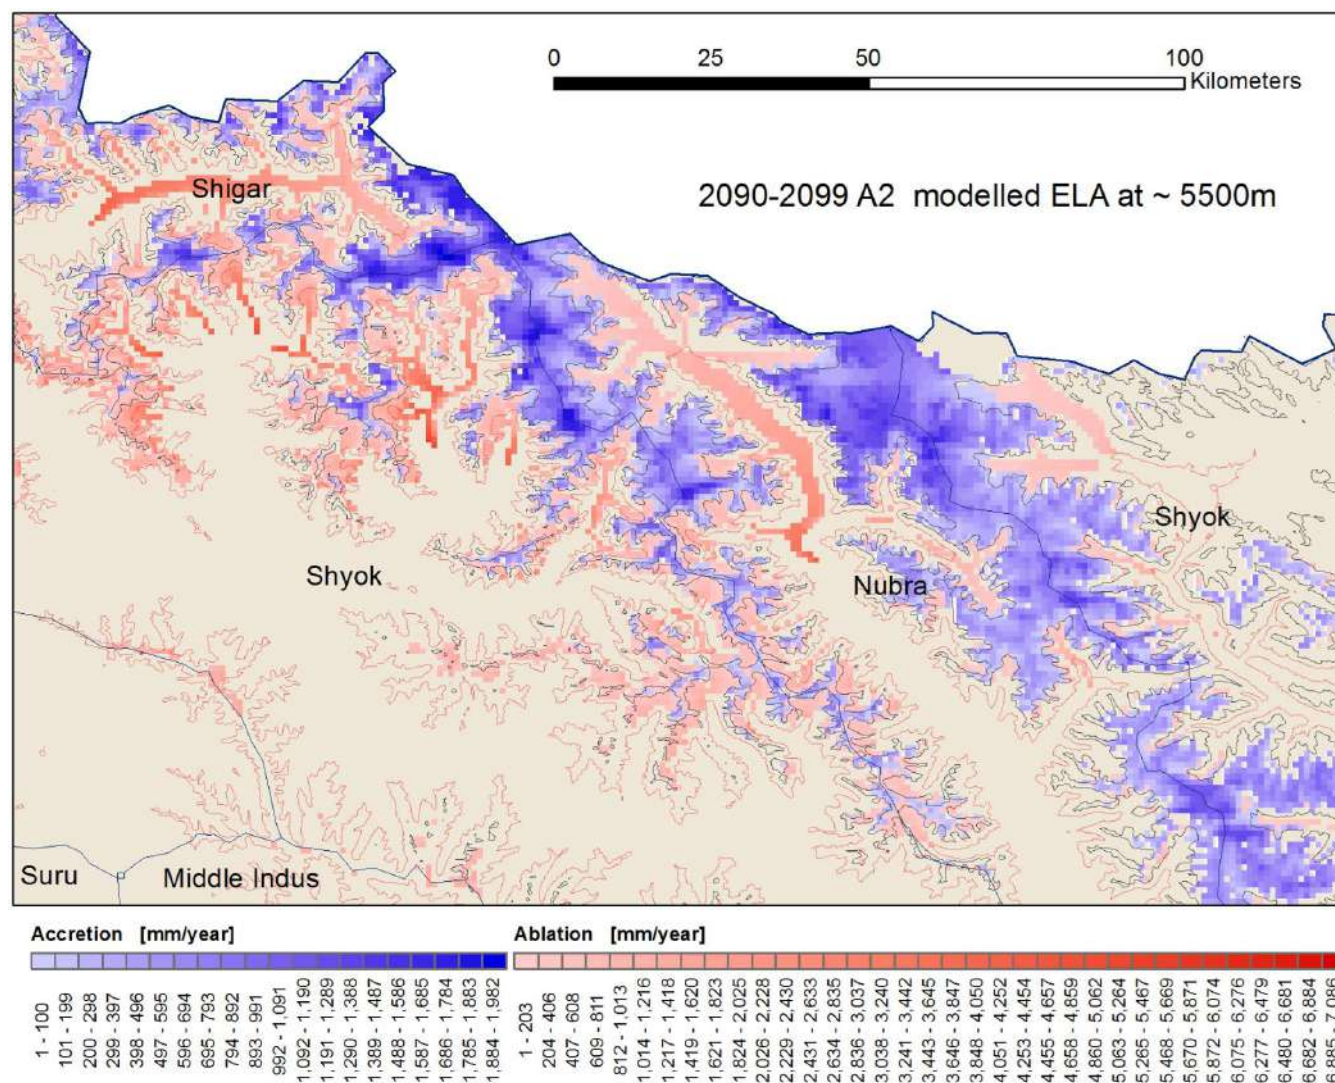 0 25 50 100
Kilometers
2090-2099 A2 modelled ELA at ~ 5500m
Shigar
Shyok
Shyok
Nubra
Suru
Middle Indus
Accretion [mm/year]
1 - 100
101 - 199
200 - 298
299 - 397
398 - 496
497 - 595
596 - 694
695 - 793
794 - 892
893 - 991
992 - 1,091
1,092 - 1,190
1,191 - 1,289
1,290 - 1,388
1,389 - 1,487
1,488 - 1,586
1,587 - 1,685
1,686 - 1,784
1,785 - 1,883
1,884 - 1,982
Ablation [mm/year]
1 - 203
204 - 406
407 - 608
609 - 811
812 - 1,013
1,014 - 1,216
1,217 - 1,418
1,419 - 1,620
1,621 - 1,823
1,824 - 2,025
2,026 - 2,228
2,229 - 2,430
2,431 - 2,633
2,634 - 2,835
2,836 - 3,037
3,038 - 3,240
3,241 - 3,442
3,443 - 3,645
3,646 - 3,847
3,848 - 4,050
4,051 - 4,252
4,253 - 4,454
4,455 - 4,657
4,658 - 4,859
4,860 - 5,062
5,063 - 5,264
5,265 - 5,467
5,468 - 5,669
5,670 - 5,871
5,872 - 6,074
6,075 - 6,276
6,277 - 6,479
6,480 - 6,681
6,682 - 6,884
6,885 - 7,086